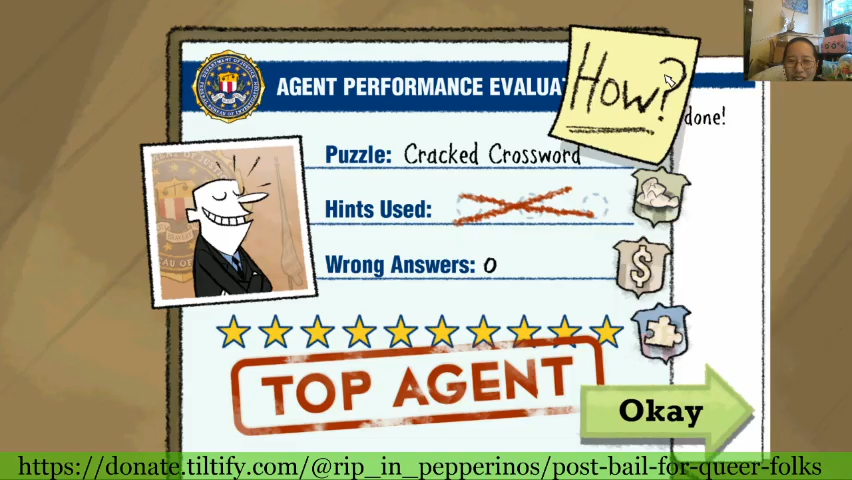 How?
AGENT PERFORMANCE EVALUA
done!
Puzzle: Cracked Crossword
Hints Used:
Wrong Answers: 0
$
TOP AGENT
Okay
https://donate.tiltify.com/@rip_in_pepperinos/post-bail-for-queer-folks